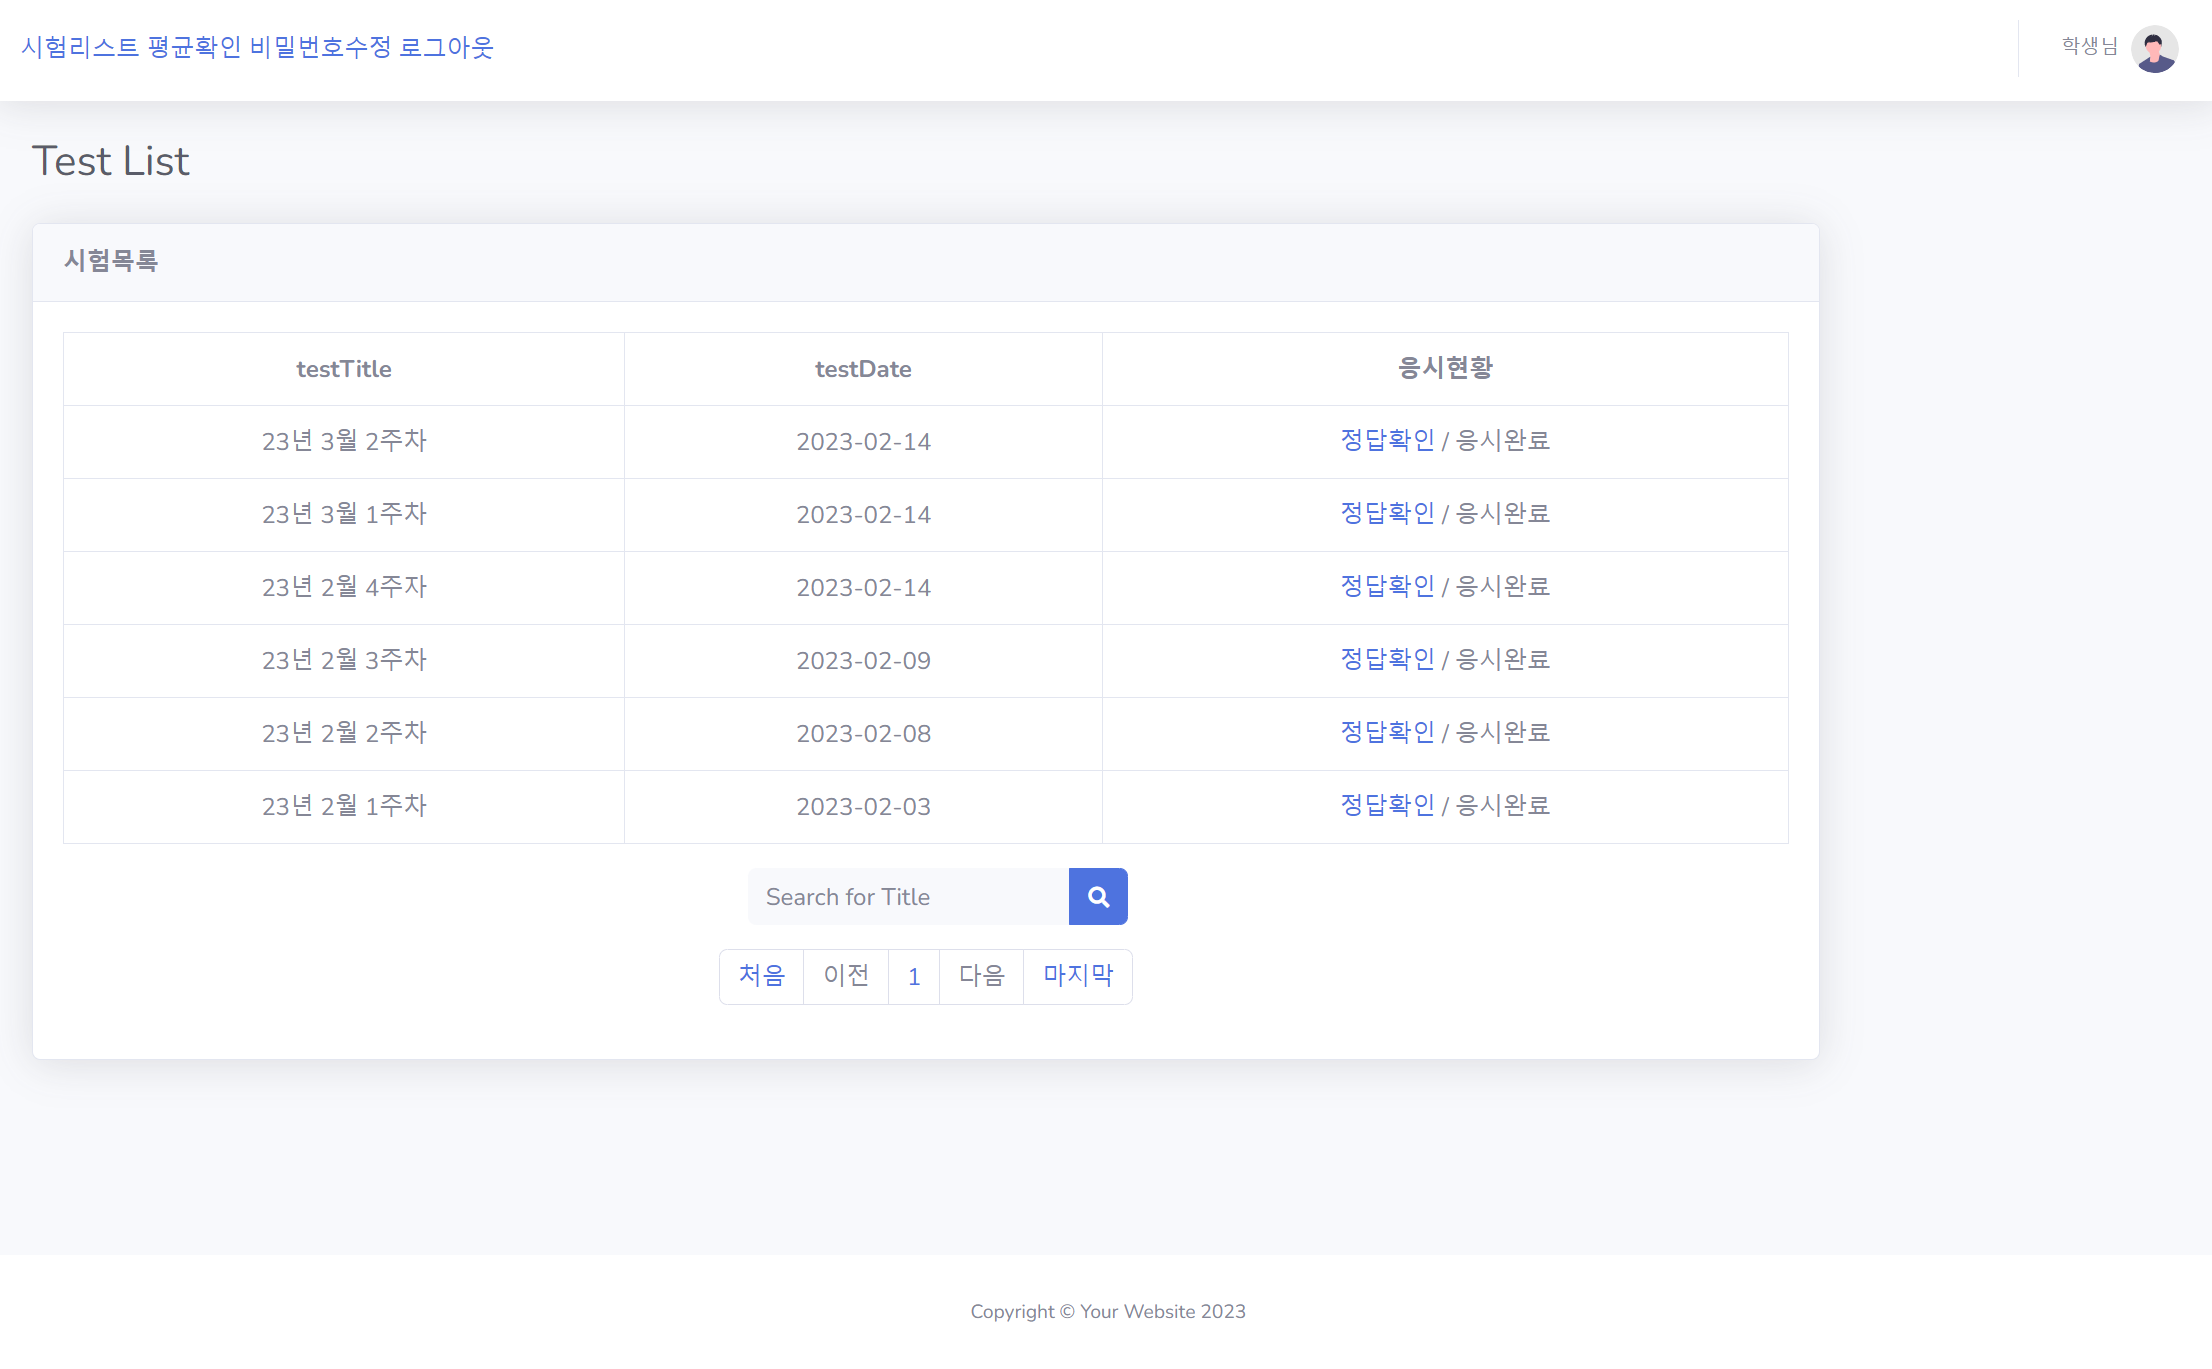 시험리스트 평균확인 비밀번호수정 로그아웃
학생님
Test List
시험목록
testTitle testDate 응시현황
23년 3월 2주차 2023-02-14 정답확인 / 응시완료
23년 3월 1주차 2023-02-14 정답확인 / 응시완료
23년 2월 4주자 2023-02-14 정답확인 / 응시완료
23년 2월 3주차 2023-02-09 정답확인 / 응시완료
23년 2월 2주차 2023-02-08 정답확인 / 응시완료
23년 2월 1주차 2023-02-03 정답확인 / 응시완료
Search for Title
처음 이전 1 다음 마지막
Copyright © Your Website 2023